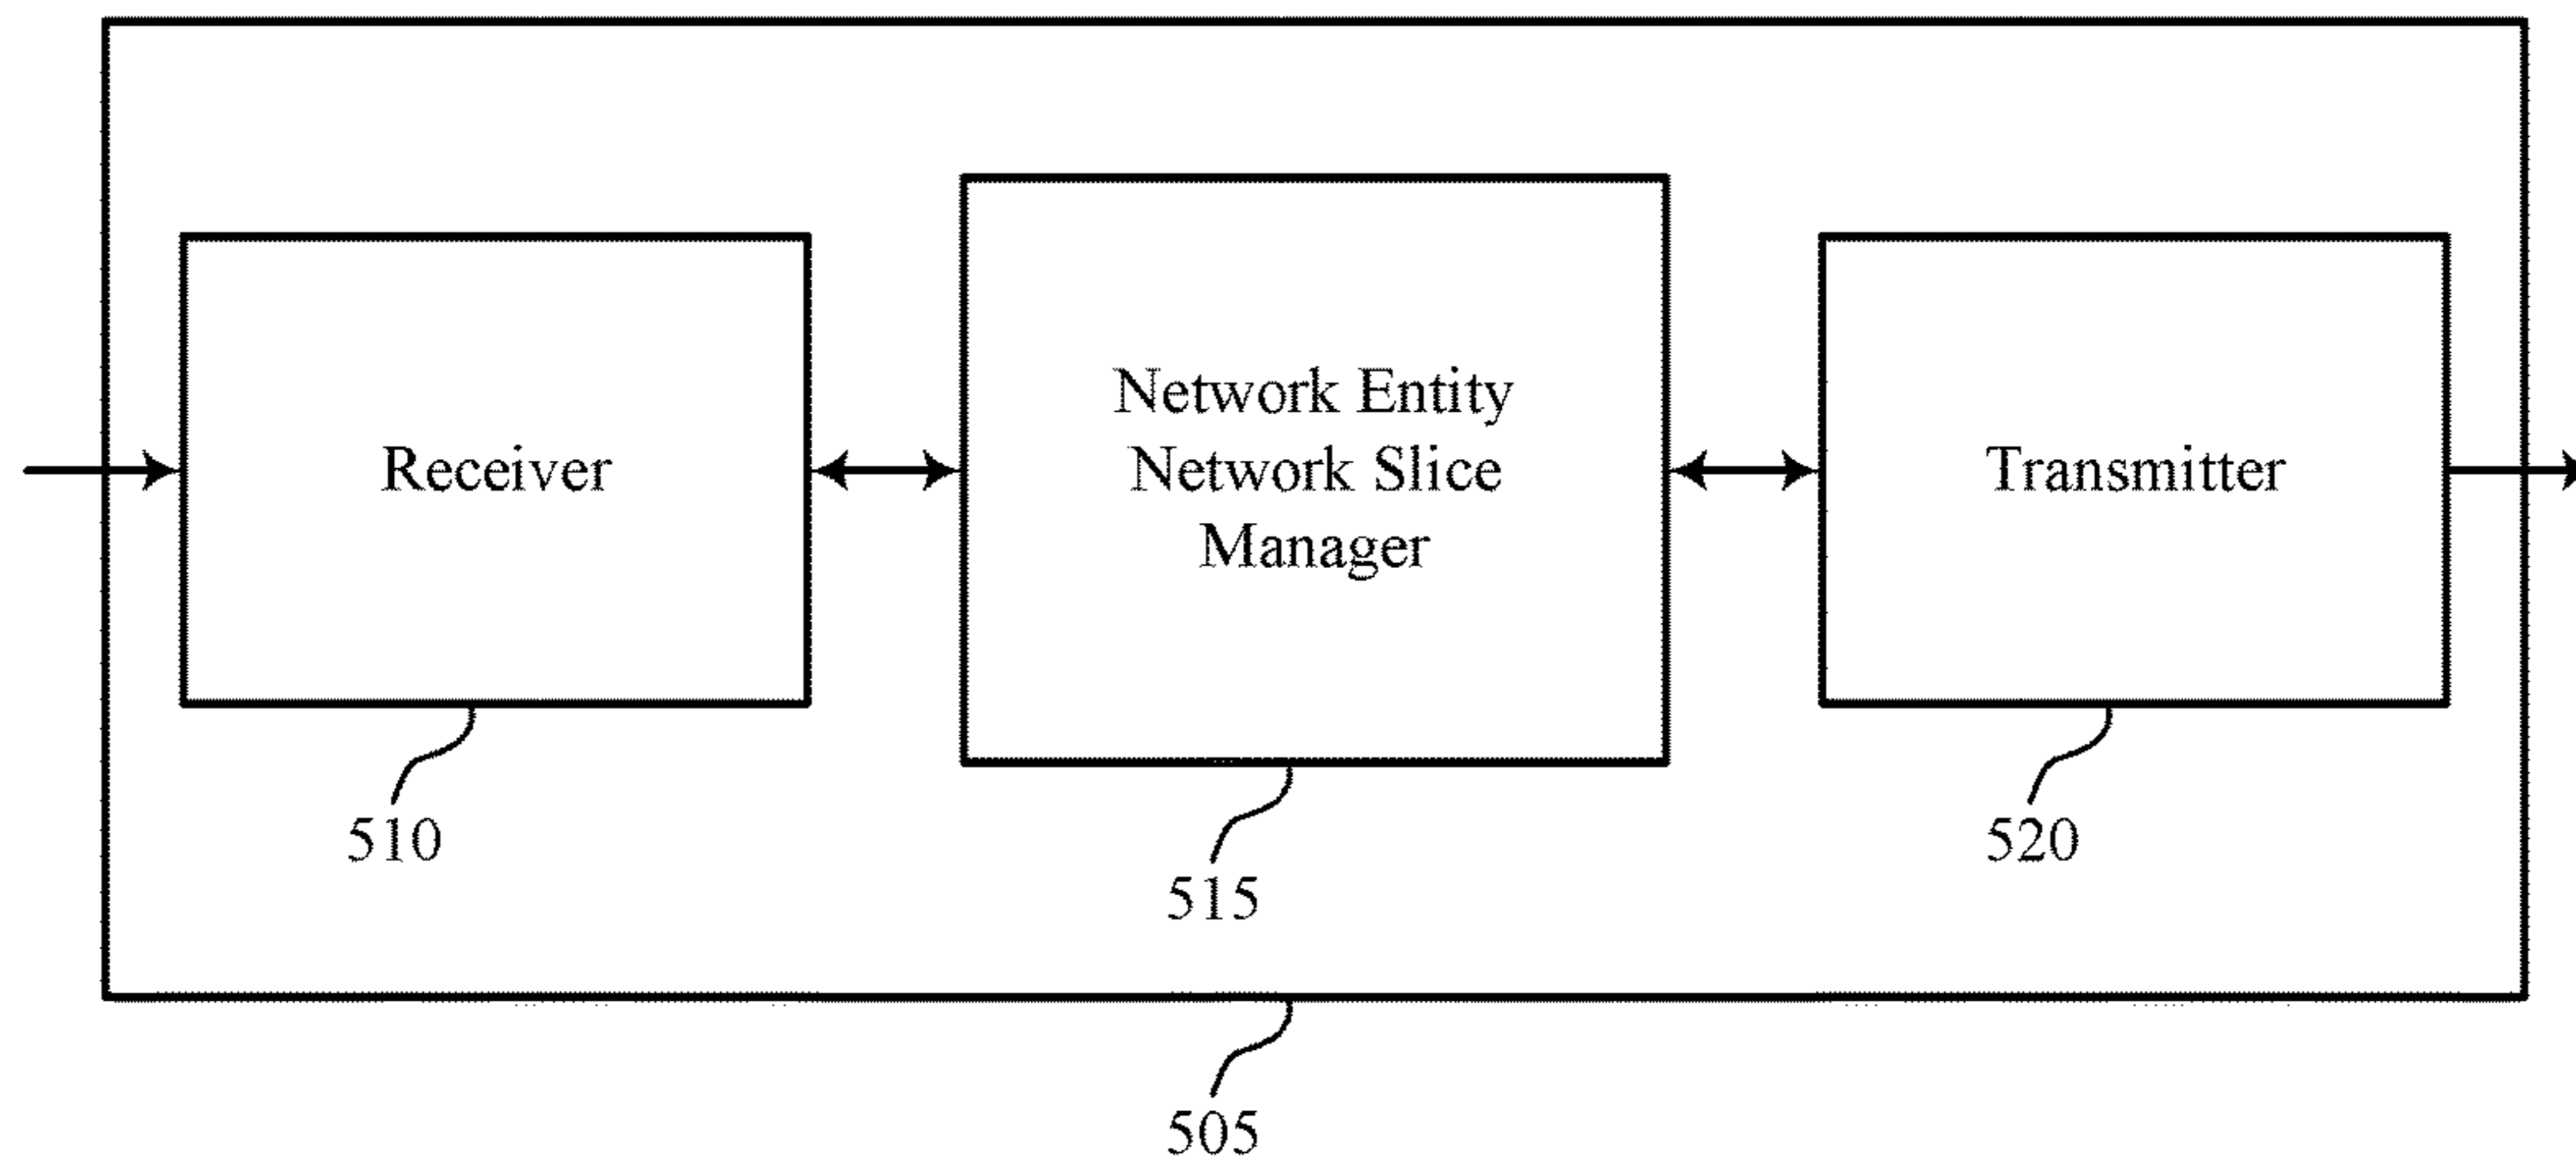 Receiver
Network Entity
Network Slice
Manager
Transmitter
510
515
520
505